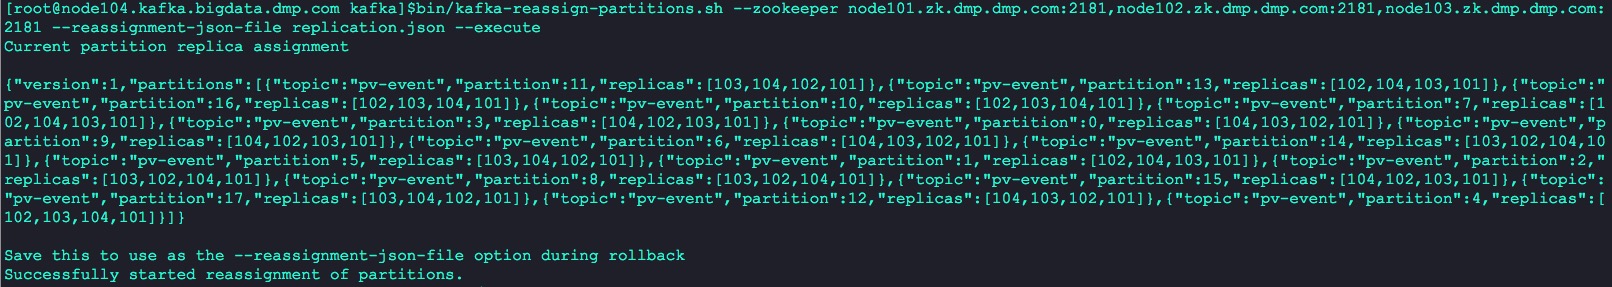 [root@node104.kafka.bigdata.dmp.com kafka]$bin/kafka-reassign-partitions.sh --zookeeper node101.zk.dmp.dmp.com:2181,node102.zk.dmp.dmp.com:2181,node103.zk.dmp.dmp.com:
2181 --reassignment-json-file replication.json --execute
Current partition replica assignment
{"version":1,"partitions":[{"topic":"pv-event","partition":11,"replicas":[103,104,102,101]},{"topic":"pv-event","partition":13,"replicas":[102,104,103,101]},{"topic":"
pv-event","partition":16,"replicas":[102,103,104,101]},{"topic":"pv-event","partition":10,"replicas":[102,103,104,101]},{"topic":"pv-event","partition":7,"replicas":[1
02,104,103,101]},{"topic":"pv-event","partition":3,"replicas":[104,102,103,101]},{"topic":"pv-event","partition":0,"replicas":[104,103,102,101]},{"topic":"pv-event","p
artition":9,"replicas":[104,102,103,101]},{"topic":"pv-event","partition":6,"replicas":[104,103,102,101]},{"topic":"pv-event","partition":14,"replicas":[103,102,104,10
1]},{"topic":"pv-event","partition":5,"replicas":[103,104,102,101]},{"topic":"pv-event","partition":1,"replicas":[102,104,103,101]},{"topic":"pv-event","partition":2,"
replicas":[103,102,104,101]},{"topic":"pv-event","partition":8,"replicas":[103,102,104,101]},{"topic":"pv-event","partition":15,"replicas":[104,102,103,101]},{"topic":
"pv-event","partition":17,"replicas":[103,104,102,101]},{"topic":"pv-event","partition":12,"replicas":[104,103,102,101]},{"topic":"pv-event","partition":4,"replicas":[
102,103,104,101]}]}
Save this to use as the --reassignment-json-file option during rollback
Successfully started reassignment of partitions.